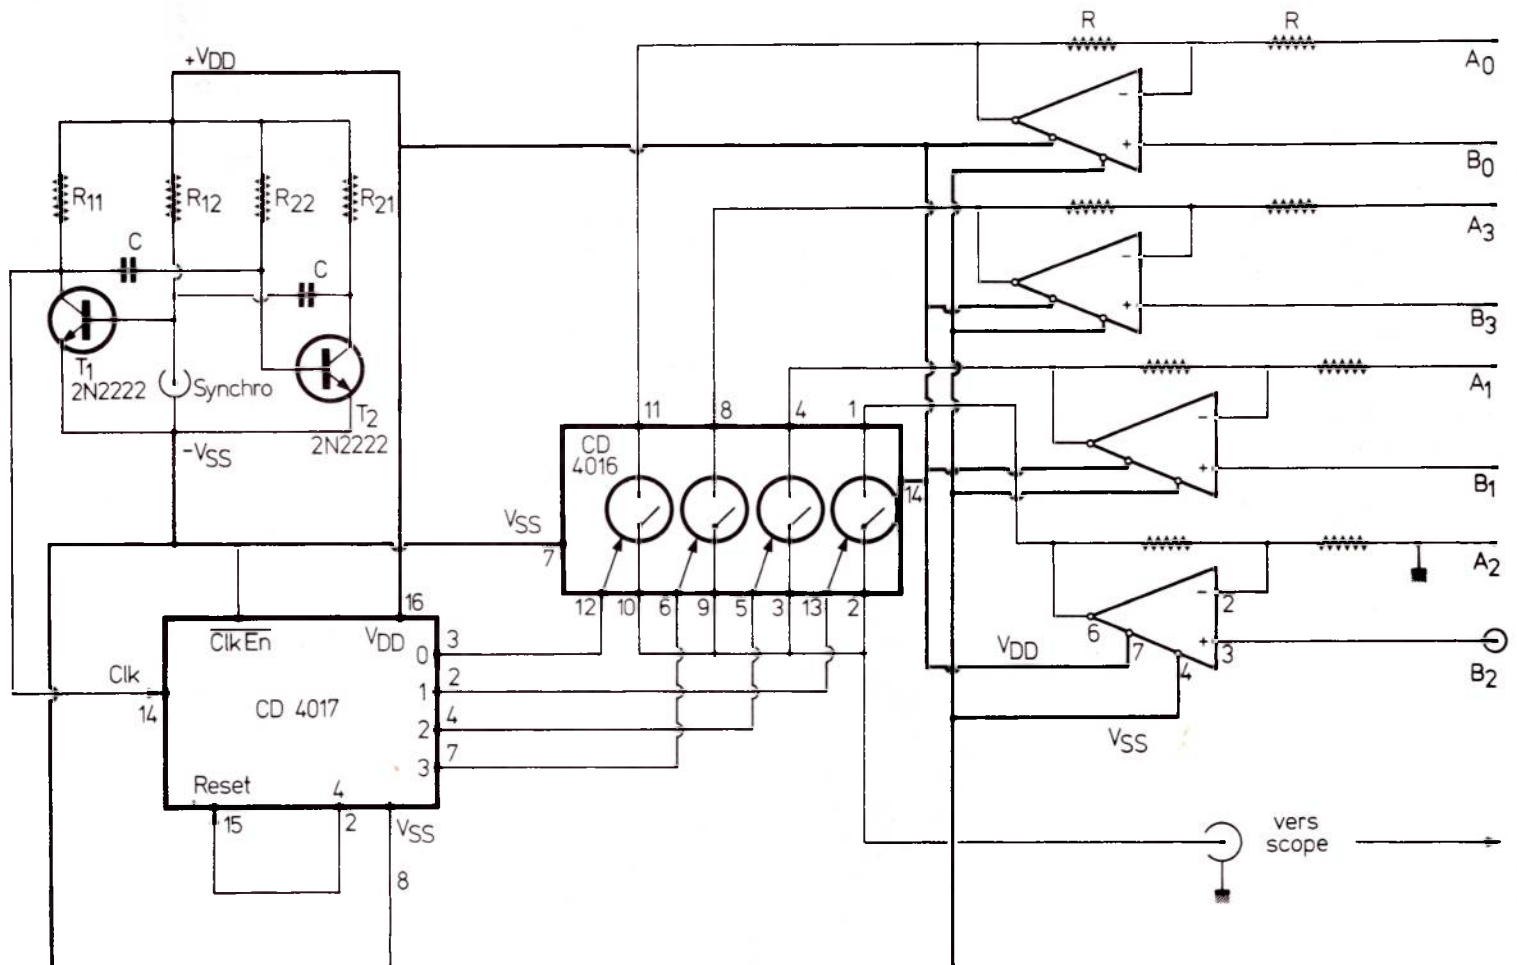 R R
A0
+VDD
B0
R11 R12 R22 R21
A3
C
C
B3
T1
2N2222
Synchro
T2
2N2222
-VSS
A1
B1
11 8 4 1
CD
4016
14
VSS
7
12 10 6 9 5 3 13 2
A2
2
6
3
7
4
VDD
B2
VSS
16
ClkEn
VDD
3
0
2
1
4
2
7
3
Clk
14
CD 4017
Reset
4
15
2
VSS
8
vers
scope